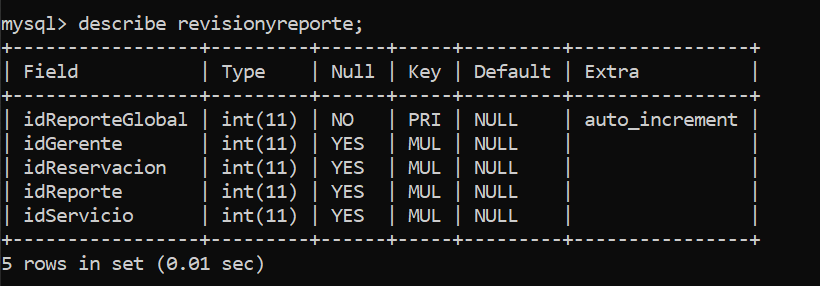 mysql> describe revisionyreporte;
+-----------------+---------+------+-----+---------+----------------+
| Field           | Type    | Null | Key | Default | Extra          |
+-----------------+---------+------+-----+---------+----------------+
| idReporteGlobal | int(11) | NO   | PRI | NULL    | auto_increment |
| idGerente       | int(11) | YES  | MUL | NULL    |                |
| idReservacion   | int(11) | YES  | MUL | NULL    |                |
| idReporte       | int(11) | YES  | MUL | NULL    |                |
| idServicio      | int(11) | YES  | MUL | NULL    |                |
+-----------------+---------+------+-----+---------+----------------+
5 rows in set (0.01 sec)